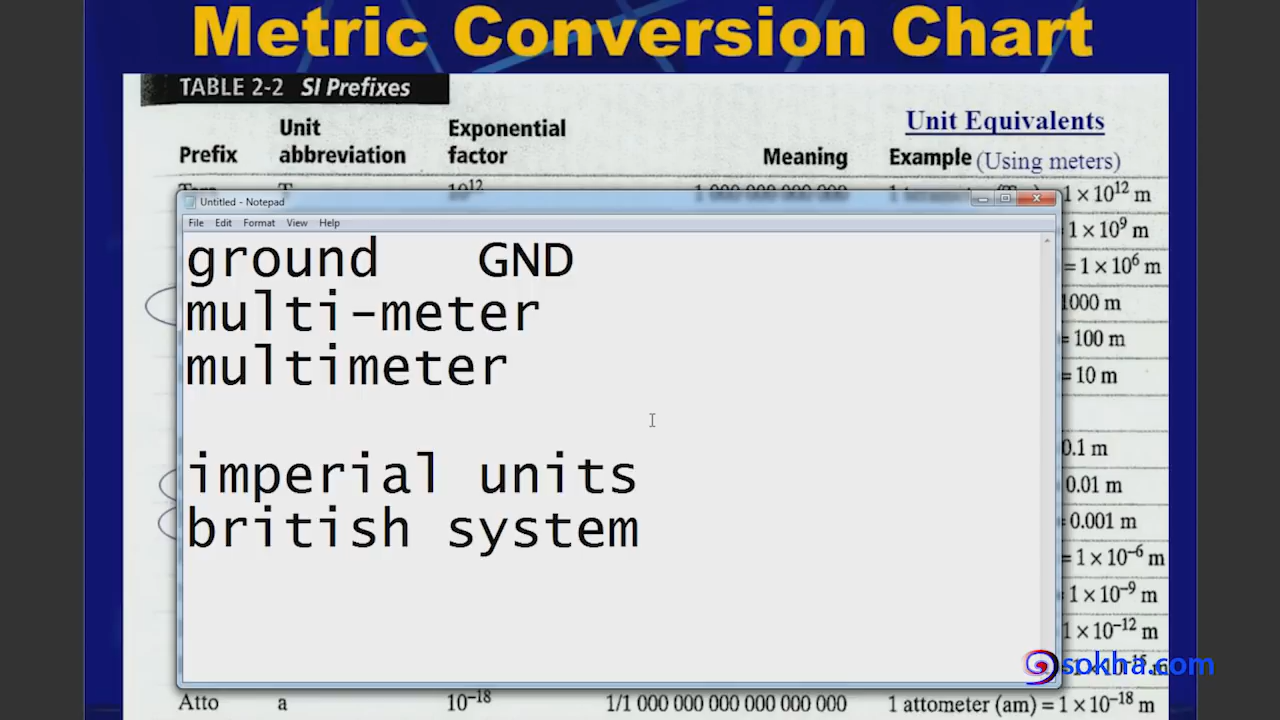 Metric Conversion Chart
TABLE 2-2 SI Prefixes
Unit Equivalents
Prefix Unit abbreviation Exponential factor Meaning Example (Using meters)
10¹² 1 × 10¹² m
Untitled - Notepad
File Edit Format View Help
1 × 10⁹ m
ground GND
= 1 × 10⁶ m
multi-meter
1000 m
= 100 m
multimeter
= 10 m
0.1 m
imperial units
0.01 m
british system
= 0.001 m
= 1 × 10⁻⁶ m
= 1 × 10⁻⁹ m
1 × 10⁻¹² m
sokha.com
Atto a 10⁻¹⁸ 1/1 000 000 000 000 000 000 1 attometer (am) = 1 × 10⁻¹⁸ m